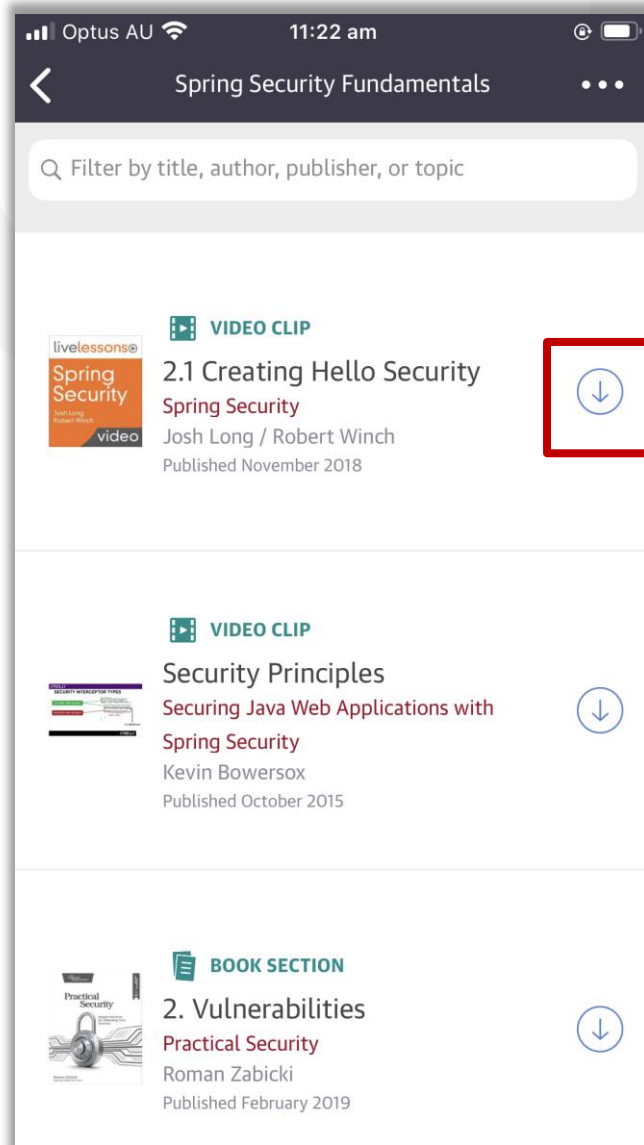 Optus AU
11:22 am
Spring Security Fundamentals
Filter by title, author, publisher, or topic
VIDEO CLIP
livelessons
Spring
Security
Josh Long
Robert Winch
video
2.1 Creating Hello Security
Spring Security
Josh Long / Robert Winch
Published November 2018
VIDEO CLIP
SECURITY INTERCEPTOR TYPES
Security Principles
Securing Java Web Applications with
Spring Security
Kevin Bowersox
Published October 2015
BOOK SECTION
Practical
Security
2. Vulnerabilities
Practical Security
Roman Zabicki
Published February 2019